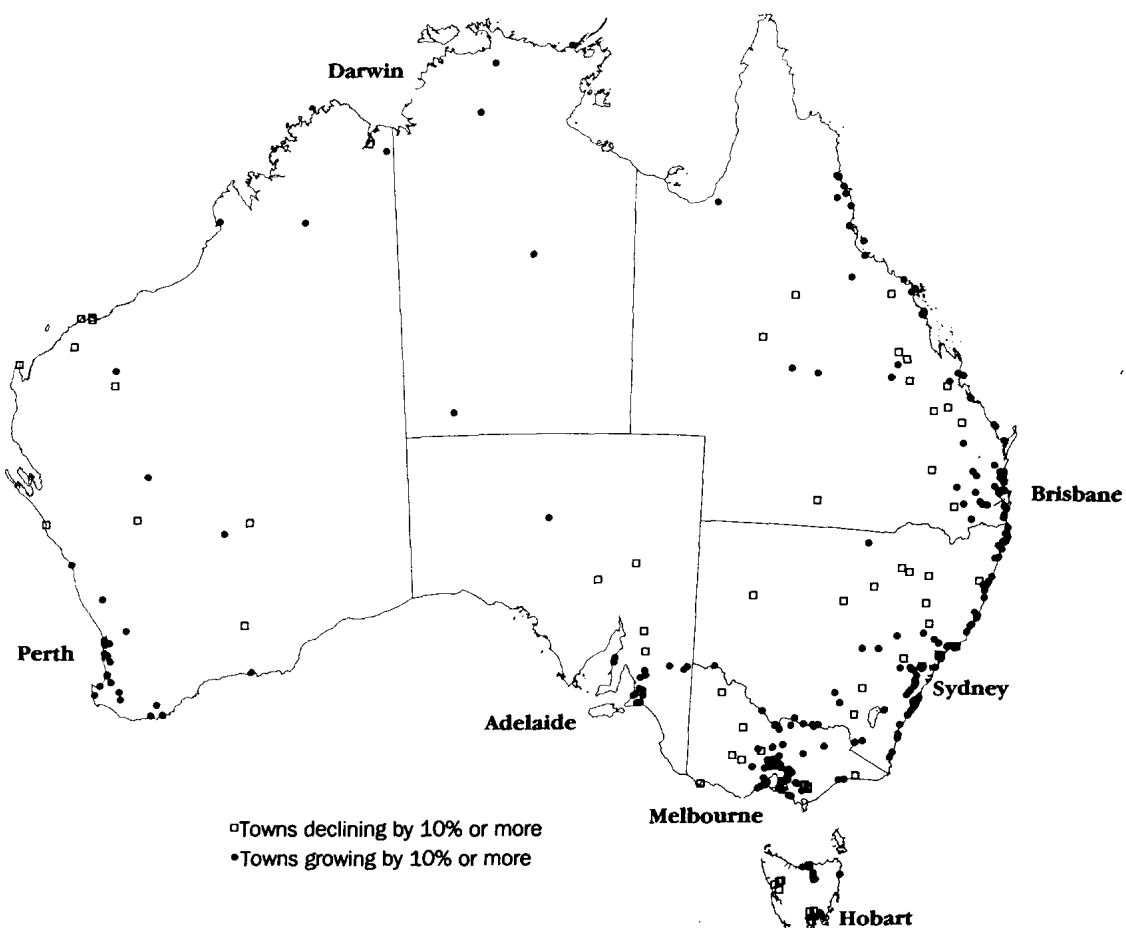 Darwin
Brisbane
Perth
Sydney
Adelaide
Melbourne
Towns declining by 10% or more
Towns growing by 10% or more
Hobart